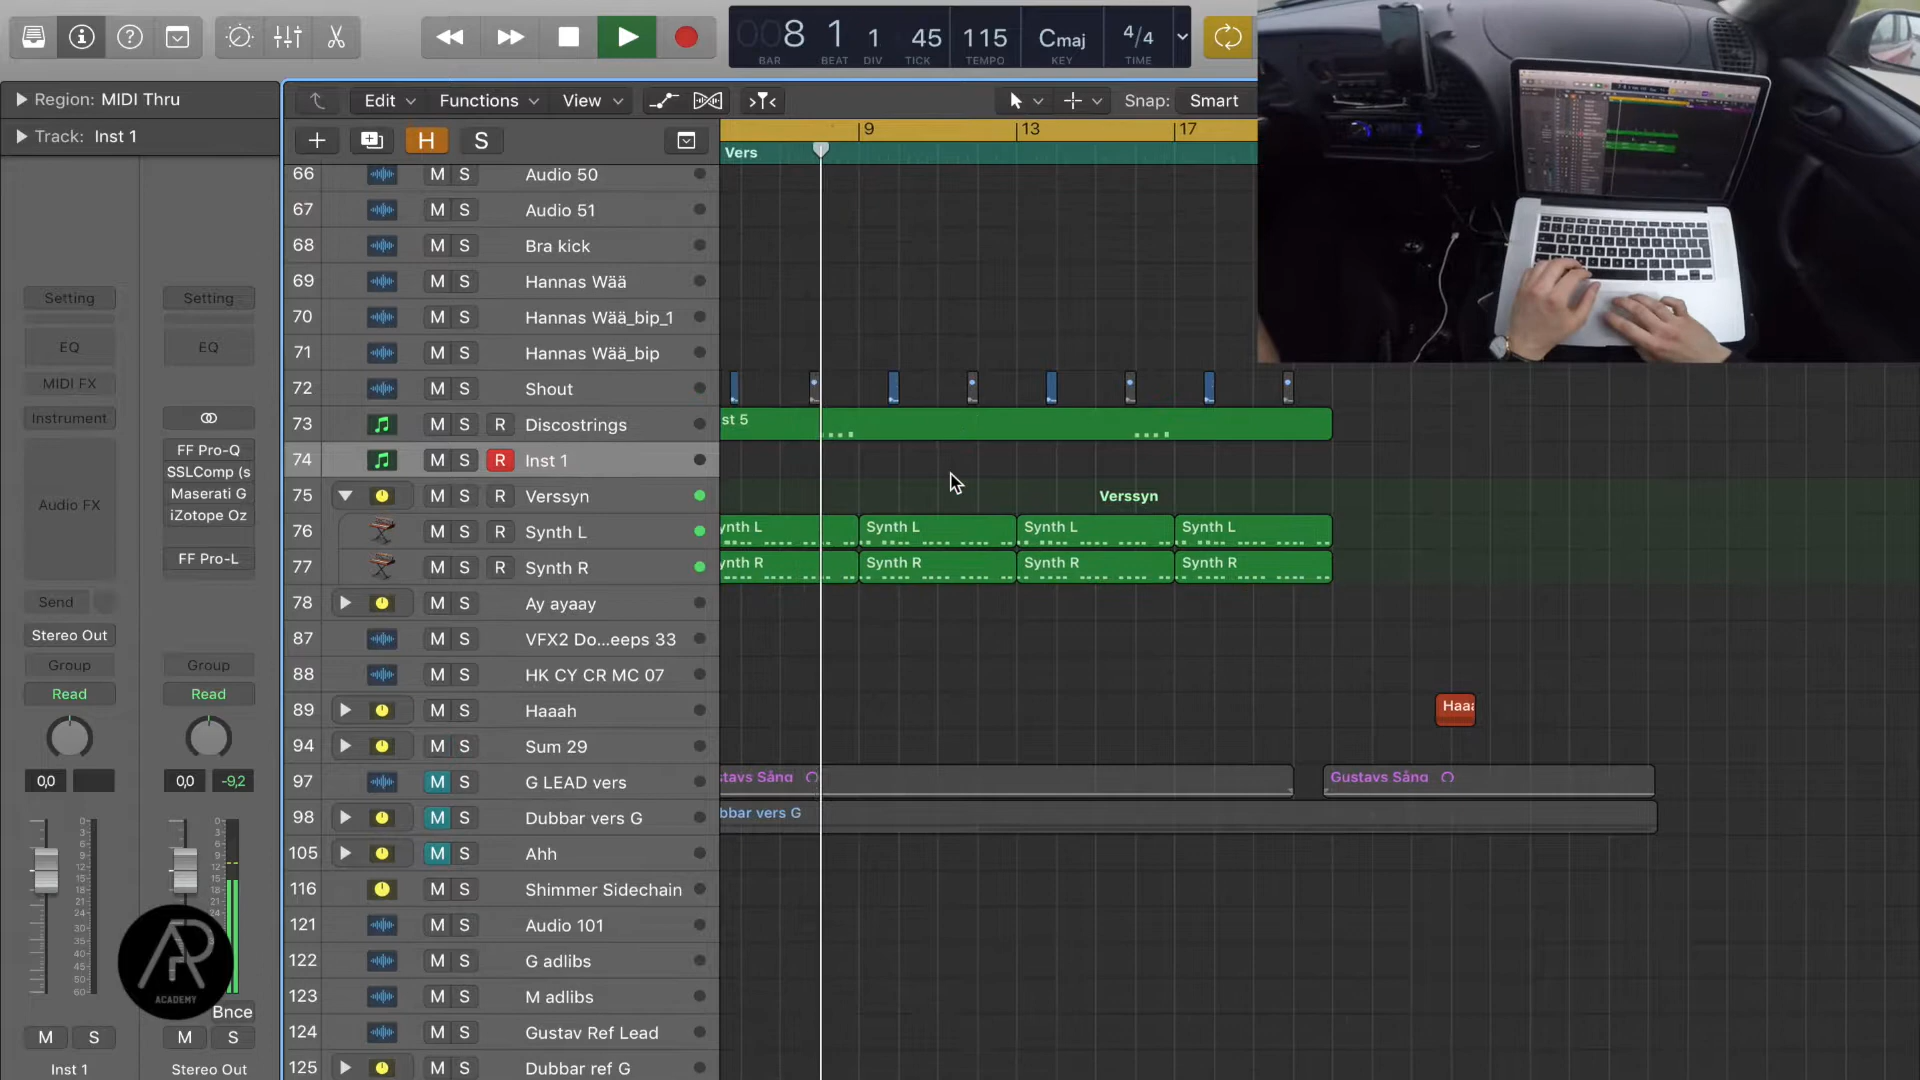 008 1 1 45 115 Cmaj 4/4
BAR BEAT DIV TICK TEMPO KEY TIME
Region: MIDI Thru
Track: Inst 1
Edit Functions View
Snap: Smart
H S
9 13 17
Vers
66 M S Audio 50
67 M S Audio 51
68 M S Bra kick
69 M S Hannas Wää
70 M S Hannas Wää_bip_1
71 M S Hannas Wää_bip
72 M S Shout
73 M S R Discostrings
st 5
74 M S R Inst 1
75 M S R Verssyn
Verssyn
76 M S R Synth L
ynth L Synth L Synth L Synth L
77 M S R Synth R
ynth R Synth R Synth R Synth R
78 M S Ay ayaay
87 M S VFX2 Do...eeps 33
88 M S HK CY CR MC 07
89 M S Haaah
Haaa
94 M S Sum 29
97 M S G LEAD vers
stavs Sång Gustavs Sång
98 M S Dubbar vers G
bbar vers G
105 M S Ahh
116 M S Shimmer Sidechain
121 M S Audio 101
122 M S G adlibs
123 M S M adlibs
124 M S Gustav Ref Lead
125 M S Dubbar ref G
Setting Setting
EQ EQ
MIDI FX
Instrument
Audio FX
FF Pro-Q
SSLComp (s
Maserati G
iZotope Oz
FF Pro-L
Send
Stereo Out
Group Group
Read Read
0,0 0,0 -9,2
AR
ACADEMY
Bnce
M S M S
Inst 1 Stereo Out